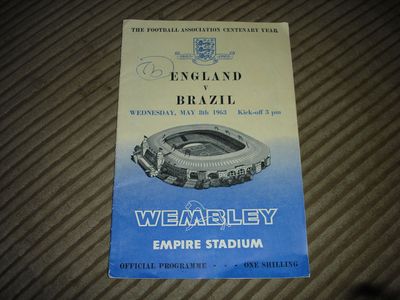 THE FOOTBALL ASSOCIATION CENTENARY YEAR
ENGLAND
v
BRAZIL
WEDNESDAY, MAY 8th 1963 Kick-off 3 pm
WEMBLEY
EMPIRE STADIUM
OFFICIAL PROGRAMME - - - ONE SHILLING